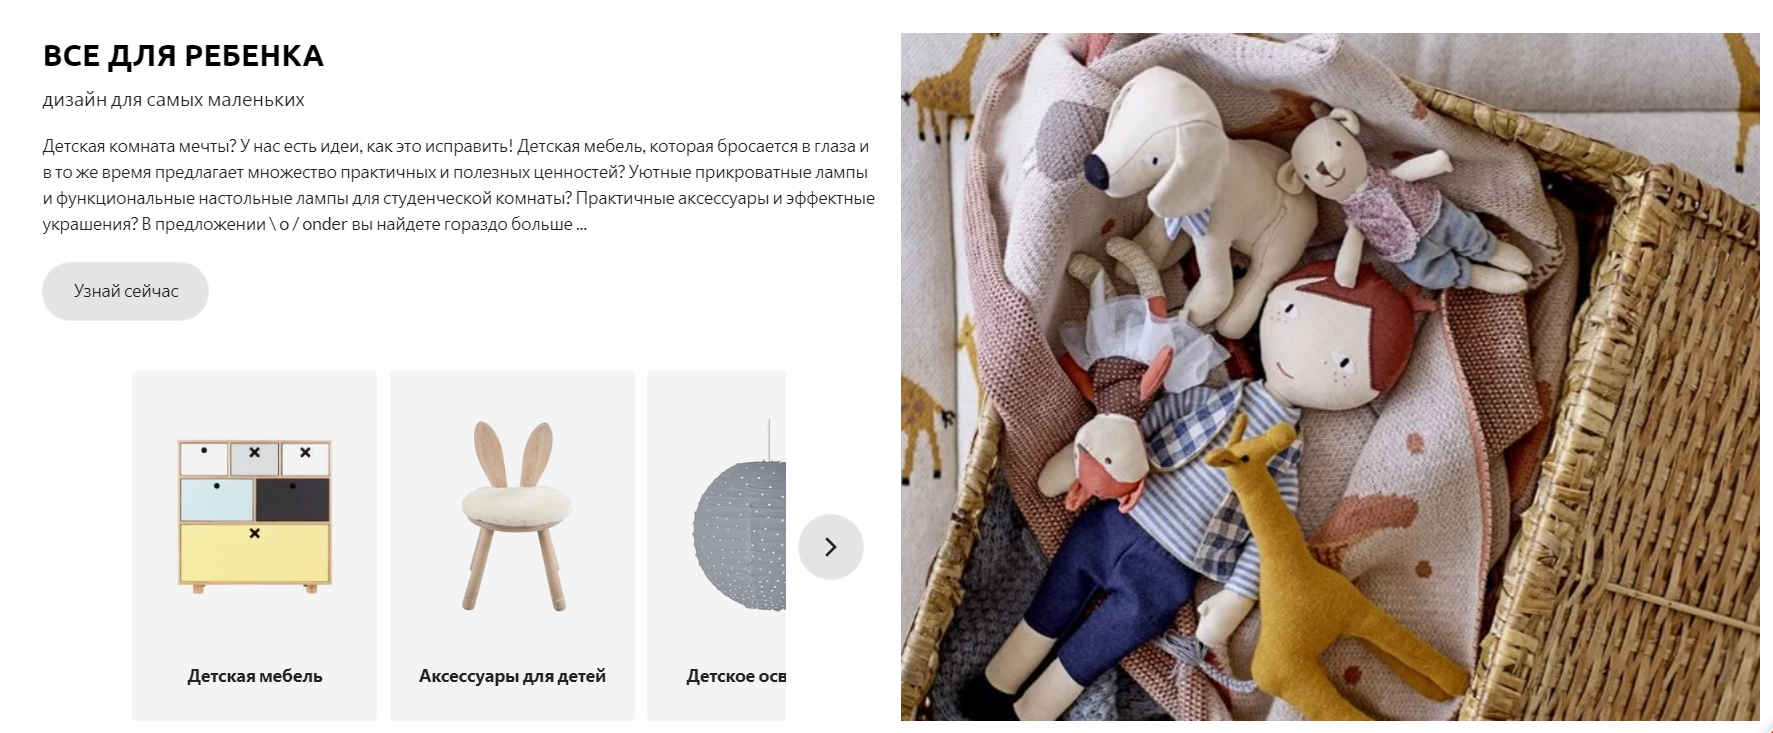 ВСЕ ДЛЯ РЕБЕНКА
дизайн для самых маленьких
Детская комната мечты? У нас есть идеи, как это исправить! Детская мебель, которая бросается в глаза и
в то же время предлагает множество практичных и полезных ценностей? Уютные прикроватные лампы
и функциональные настольные лампы для студенческой комнаты? Практичные аксессуары и эффектные
украшения? В предложении \ o / onder вы найдете гораздо больше ...
Узнай сейчас
Детская мебель
Аксессуары для детей
Детское осв